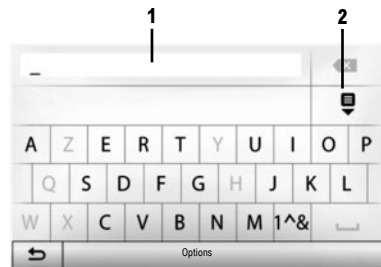 1 2
_
A Z E R T Y U I O P
Q S D F G H J K L
W X C V B N M 1^&
Options